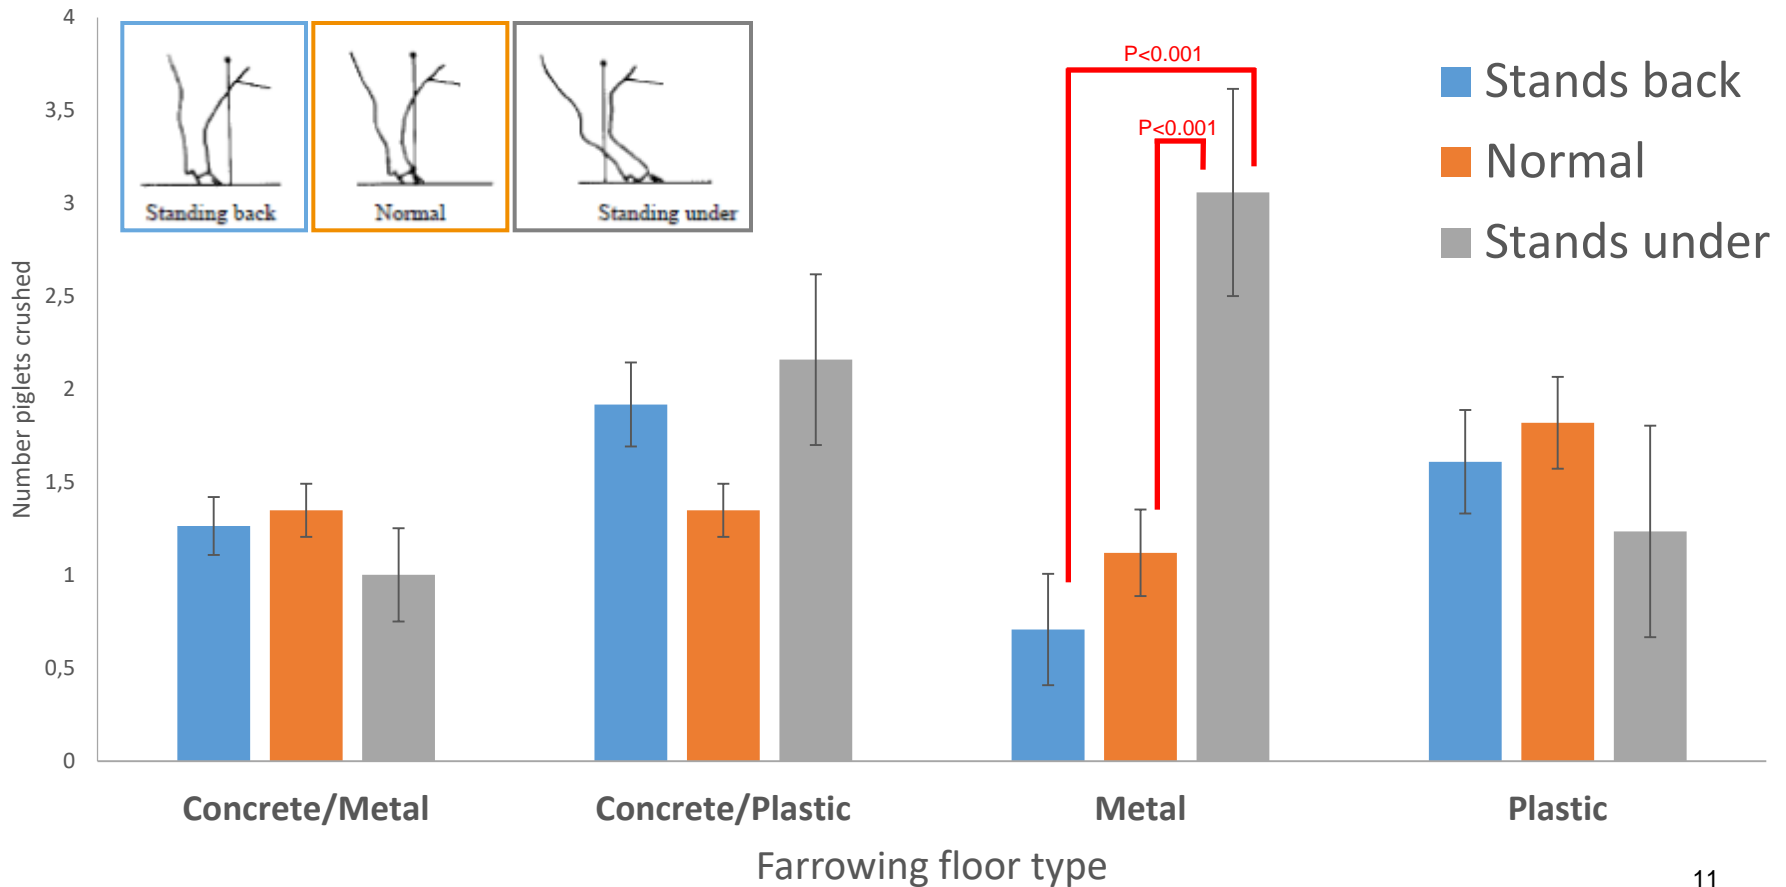 4
3,5
3
2,5
2
1,5
1
0,5
0
Number piglets crushed
Standing back
Normal
Standing under
P<0.001
P<0.001
Stands back
Normal
Stands under
Concrete/Metal
Concrete/Plastic
Metal
Plastic
Farrowing floor type
11